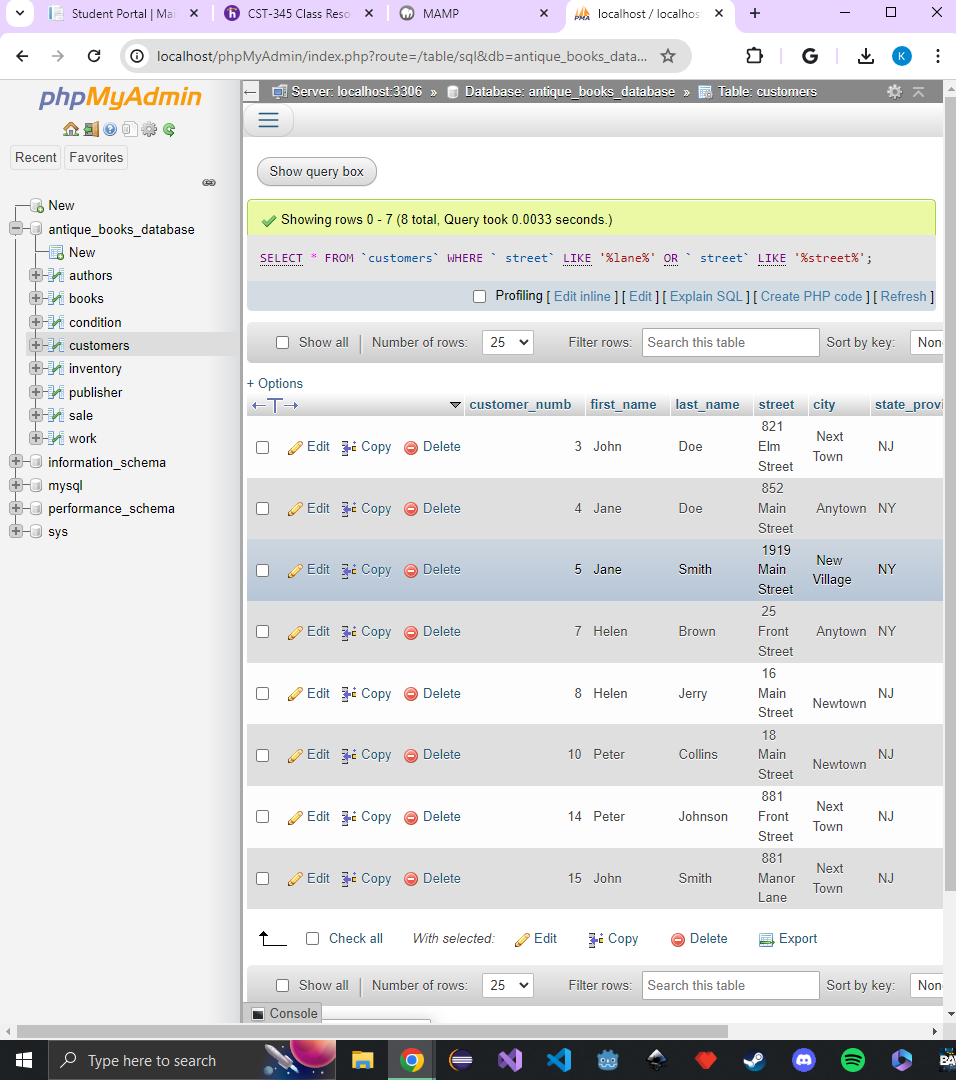 Student Portal | Mai
CST-345 Class Reso
MAMP
localhost / localhos
localhost/phpMyAdmin/index.php?route=/table/sql&db=antique_books_data...
K
phpMyAdmin
Recent Favorites
New
antique_books_database
New
authors
books
condition
customers
inventory
publisher
sale
work
information_schema
mysql
performance_schema
sys
Server: localhost:3306 » Database: antique_books_database » Table: customers
Show query box
Showing rows 0 - 7 (8 total, Query took 0.0033 seconds.)
SELECT * FROM `customers` WHERE ` street` LIKE '%lane%' OR ` street` LIKE '%street%';
Profiling [ Edit inline ] [ Edit ] [ Explain SQL ] [ Create PHP code ] [ Refresh ]
Show all Number of rows: 25 Filter rows: Search this table Sort by key: Non
+ Options
customer_numb first_name last_name street city state_provi
Edit Copy Delete 3 John Doe 821 Elm Street Next Town NJ
Edit Copy Delete 4 Jane Doe 852 Main Street Anytown NY
Edit Copy Delete 5 Jane Smith 1919 Main Street New Village NY
Edit Copy Delete 7 Helen Brown 25 Front Street Anytown NY
Edit Copy Delete 8 Helen Jerry 16 Main Street Newtown NJ
Edit Copy Delete 10 Peter Collins 18 Main Street Newtown NJ
Edit Copy Delete 14 Peter Johnson 881 Front Street Next Town NJ
Edit Copy Delete 15 John Smith 881 Manor Lane Next Town NJ
Check all With selected: Edit Copy Delete Export
Show all Number of rows: 25 Filter rows: Search this table Sort by key: Non
Console
Type here to search